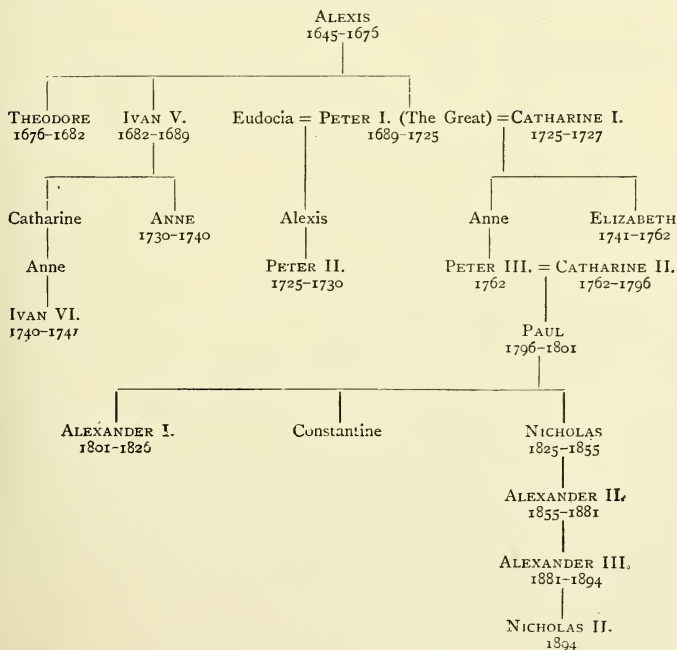 ALEXIS
1645-1676
THEODORE
1676-1682
IVAN V.
1682-1689
Eudocia = PETER I. (The Great) = CATHARINE I.
1689-1725
1725-1727
Catharine
ANNE
1730-1740
Alexis
Anne
ELIZABETH
1741-1762
Anne
PETER II.
1725-1730
PETER III. = CATHARINE II.
1762
1762-1796
IVAN VI.
1740-1741
PAUL
1796-1801
ALEXANDER I.
1801-1826
Constantine
NICHOLAS
1825-1855
ALEXANDER II.
1855-1881
ALEXANDER III.
1881-1894
NICHOLAS II.
1894